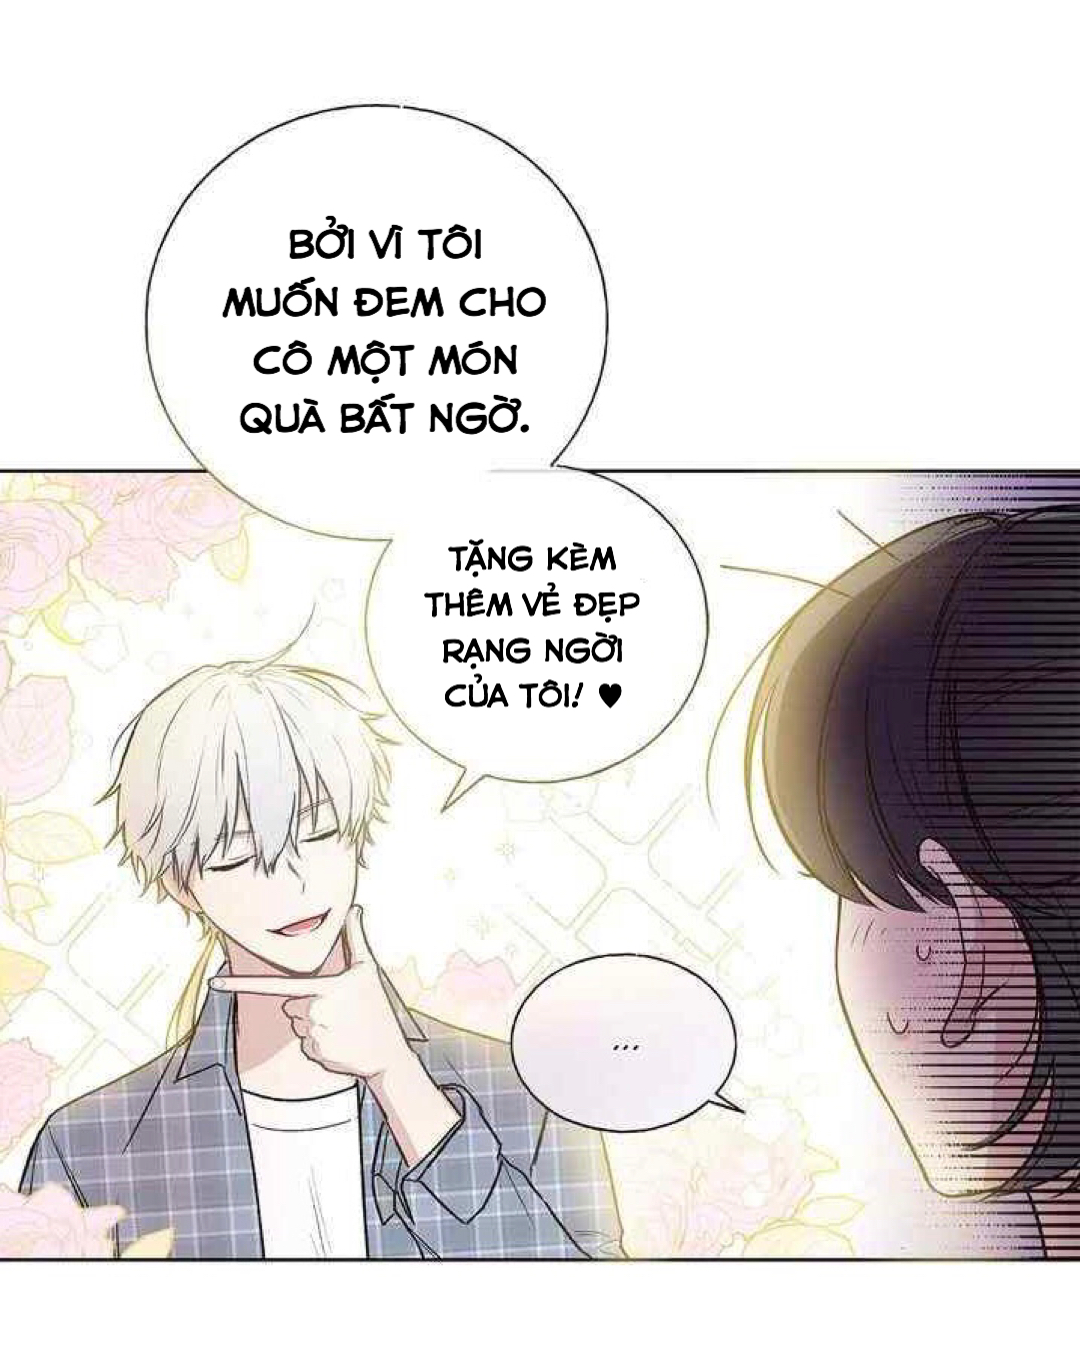 BỞI VÌ TÔI
MUỐN ĐEM CHO
CÔ MỘT MÓN
QUÀ BẤT NGỜ.
TẶNG KÈM
THÊM VẺ ĐẸP
RẠNG NGỜI
CỦA TÔI! ♥
...